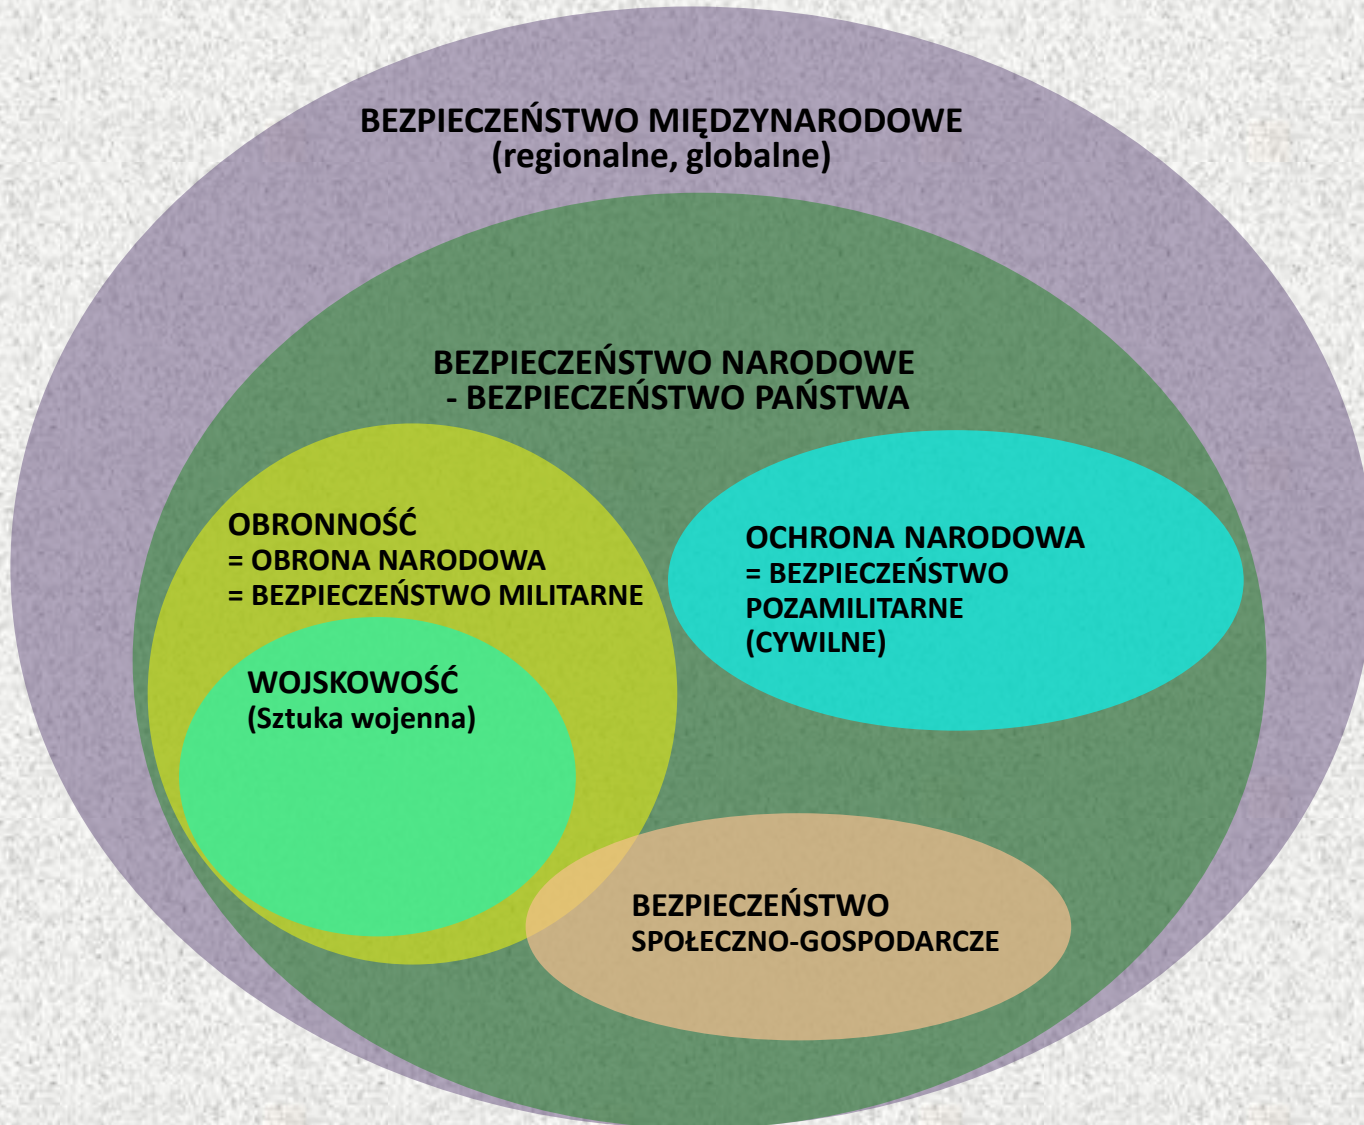 BEZPIECZEŃSTWO MIĘDZYNARODOWE
(regionalne, globalne)
BEZPIECZEŃSTWO NARODOWE
- BEZPIECZEŃSTWO PAŃSTWA
OBRONNOŚĆ
= OBRONA NARODOWA
= BEZPIECZEŃSTWO MILITARNE
OCHRONA NARODOWA
= BEZPIECZEŃSTWO
POZAMILITARNE
(CYWILNE)
WOJSKOWOŚĆ
(Sztuka wojenna)
BEZPIECZEŃSTWO
SPOŁECZNO-GOSPODARCZE